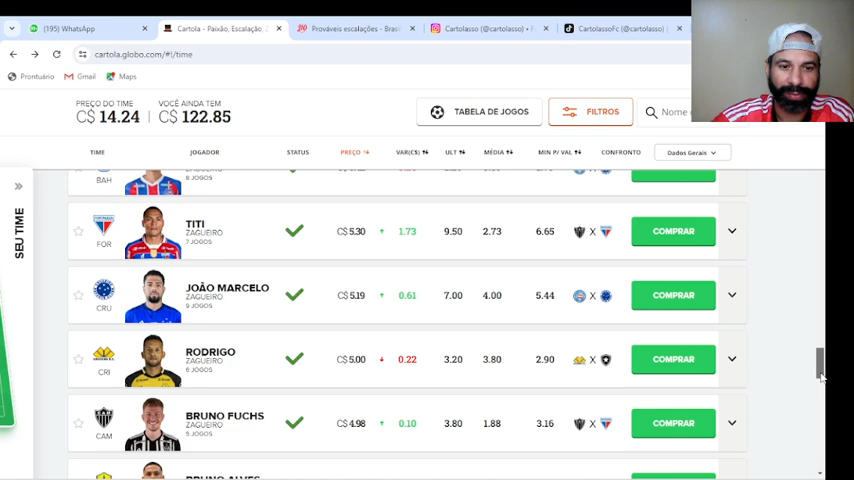 (195) WhatsApp
Cartola - Paixão, Escalação, 
Prováveis escalações - Brasi
Cartolasso (@cartolasso) •
CartolassoFc (@cartolasso) |
cartola.globo.com/#!/time
Prontuário
Gmail
Maps
PREÇO DO TIME
C$ 14.24
VOCÊ AINDA TEM
C$ 122.85
TABELA DE JOGOS
FILTROS
Nome
TIME JOGADOR STATUS PREÇO VAR(C$) ULT MÉDIA MIN P/ VAL CONFRONTO Dados Gerais
SEU TIME
BAH
TITI
ZAGUEIRO
7 JOGOS
FOR
C$ 5.30 1.73 9.50 2.73 6.65 X COMPRAR
JOÃO MARCELO
ZAGUEIRO
9 JOGOS
CRU
C$ 5.19 0.61 7.00 4.00 5.44 X COMPRAR
RODRIGO
ZAGUEIRO
6 JOGOS
CRI
C$ 5.00 0.22 3.20 3.80 2.90 X COMPRAR
BRUNO FUCHS
ZAGUEIRO
5 JOGOS
CAM
C$ 4.98 0.10 3.80 1.88 3.16 X COMPRAR
BRUNO ALVES